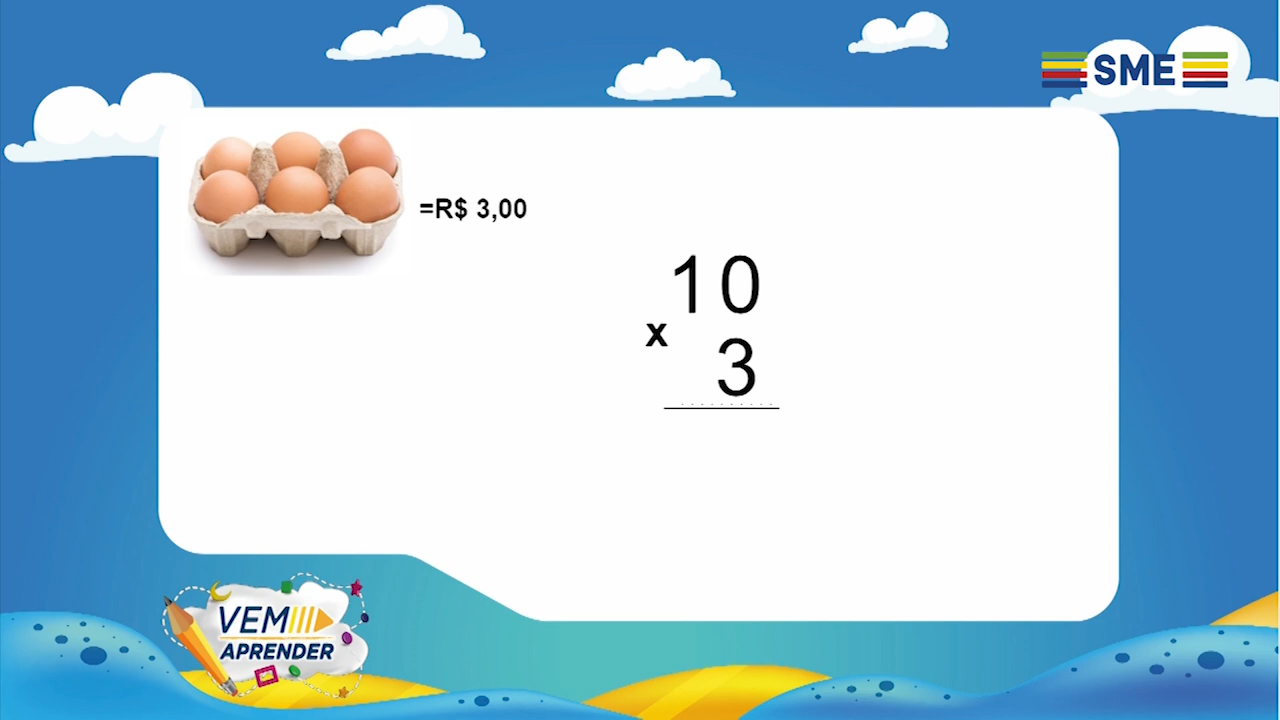 SME
=R$ 3,00
10
x
3
VEM
APRENDER